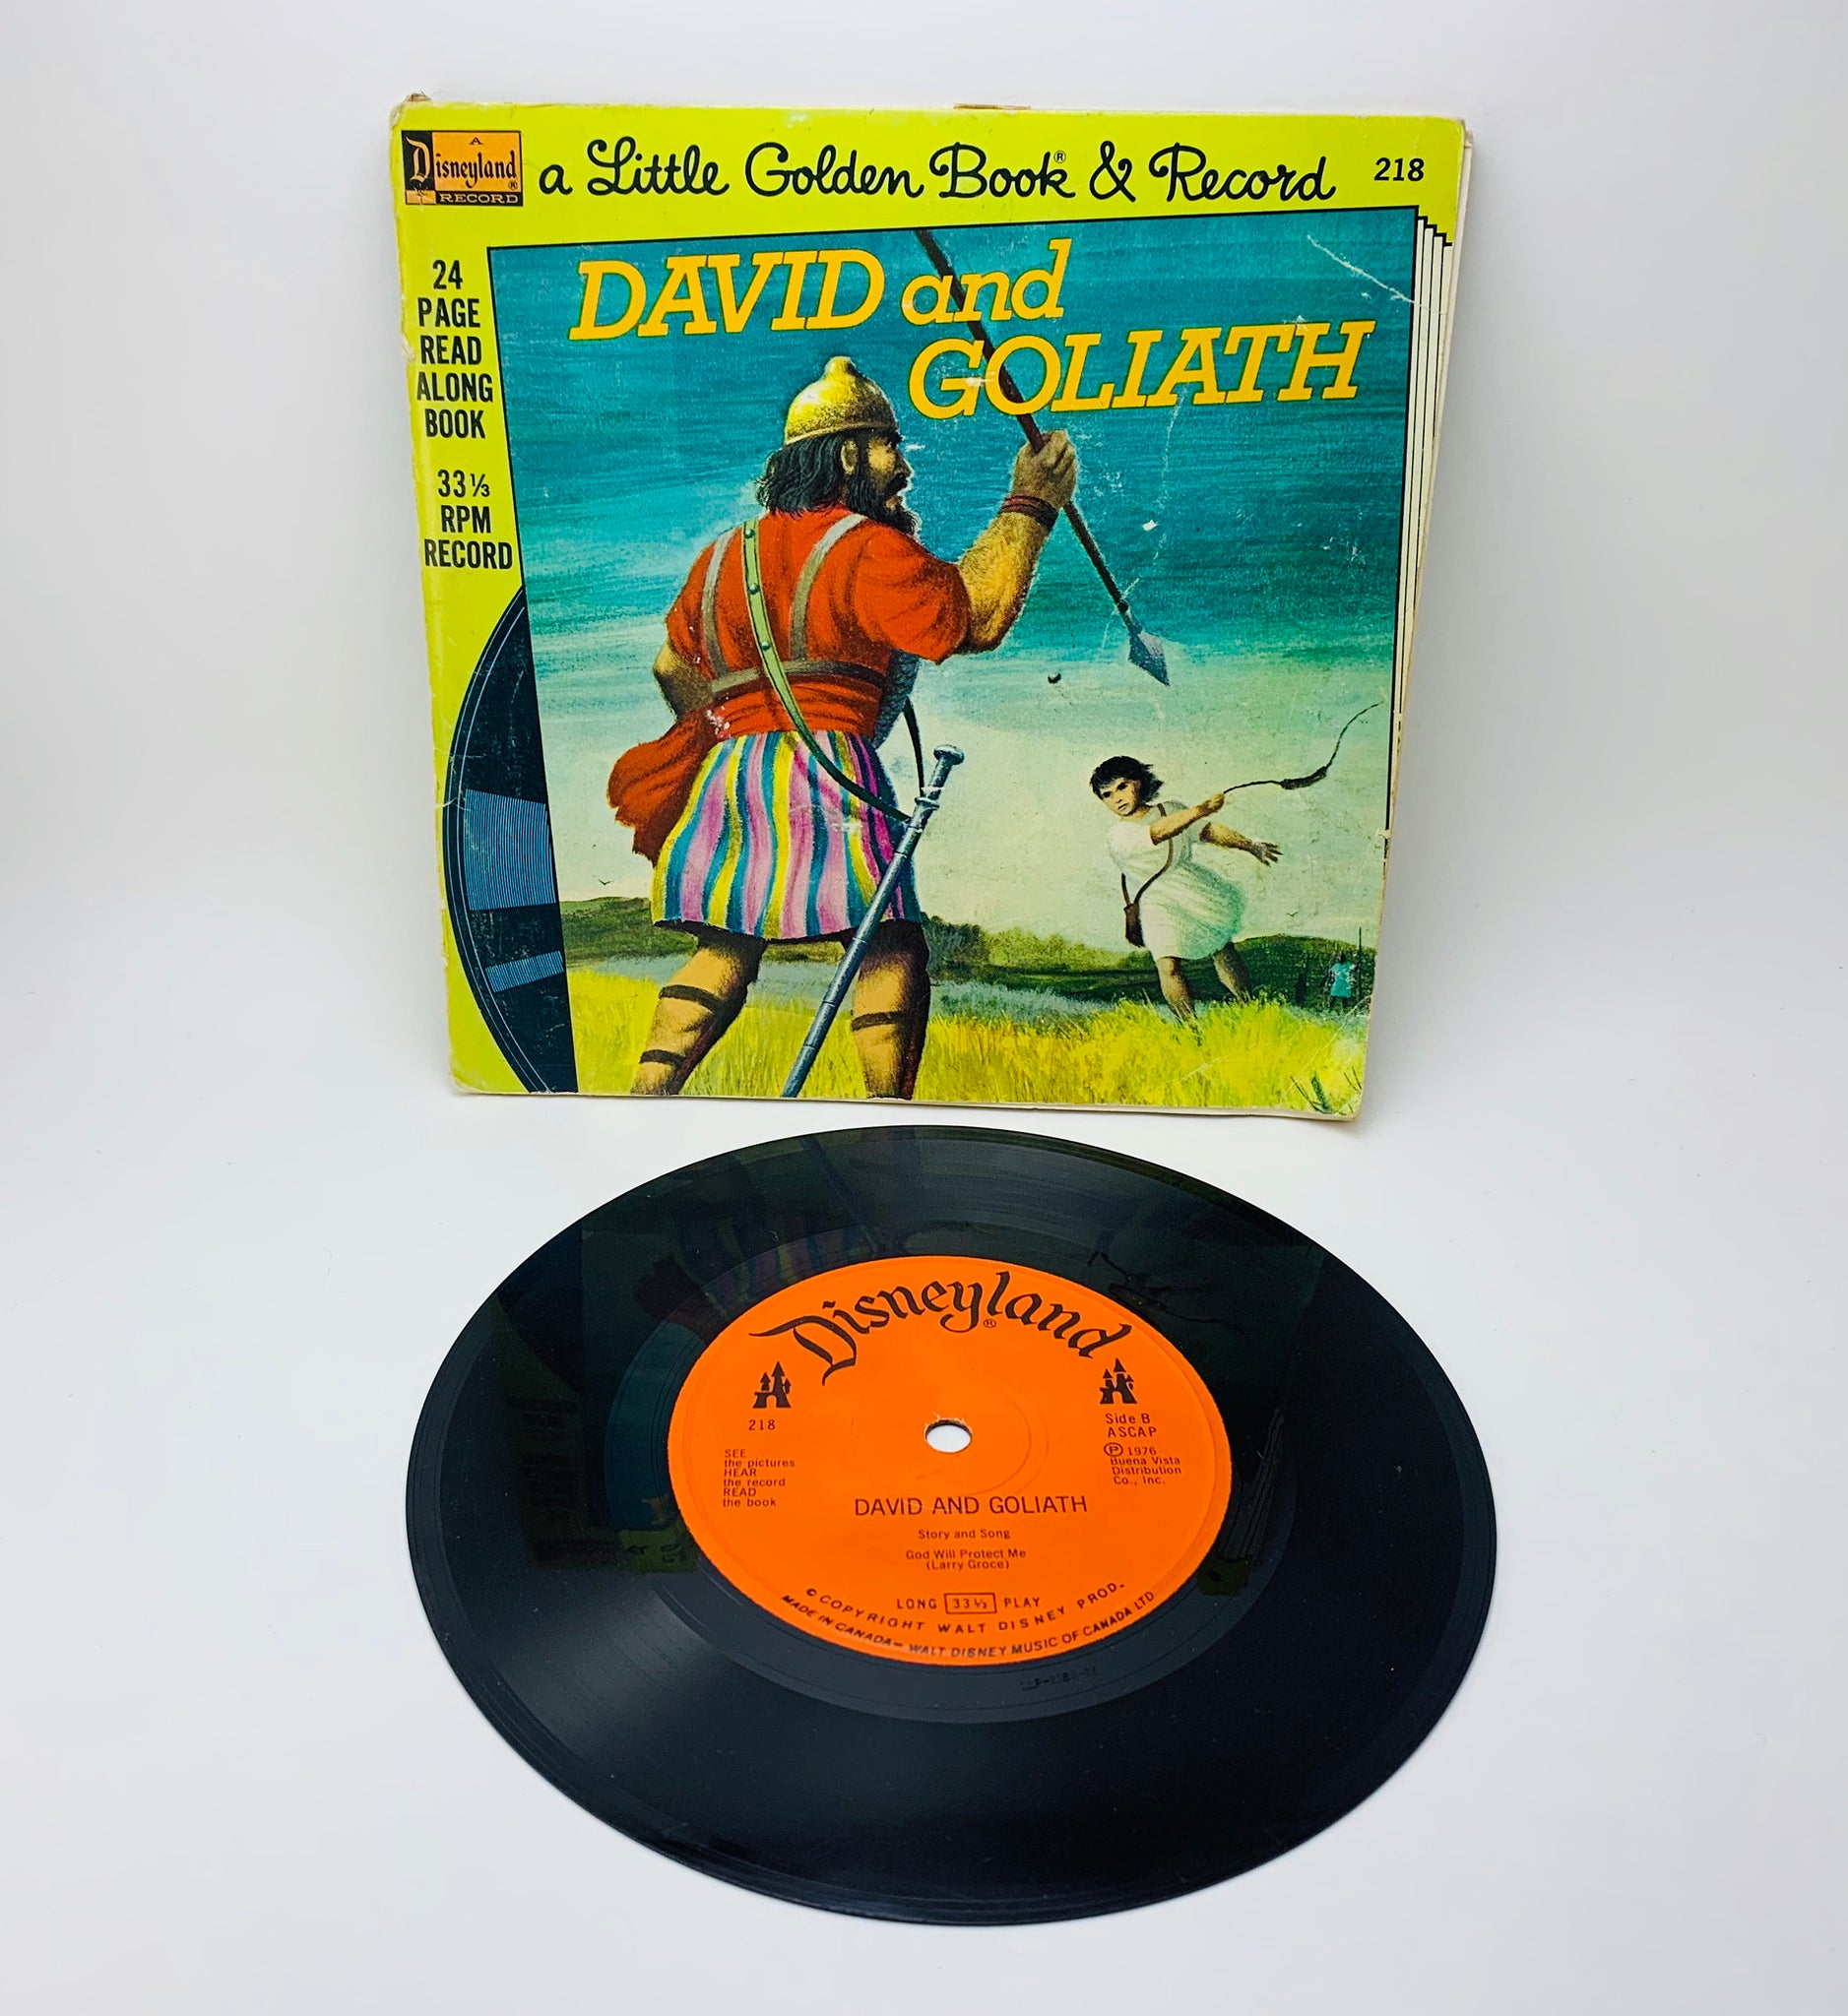 A
Disneyland®
RECORD
a Little Golden Book® & Record
218
24
PAGE
READ
ALONG
BOOK
33⅓
RPM
RECORD
DAVID and
GOLIATH
Disneyland
®
218
SEE
the pictures
HEAR
the record
READ
the book
Side B
ASCAP
Ⓟ 1976
Buena Vista
Distribution
Co., Inc.
DAVID AND GOLIATH
Story and Song
God Will Protect Me
(Larry Groce)
LONG 33⅓ PLAY
© COPYRIGHT WALT DISNEY PROD.
MADE IN CANADA— WALT DISNEY MUSIC OF CANADA LTD